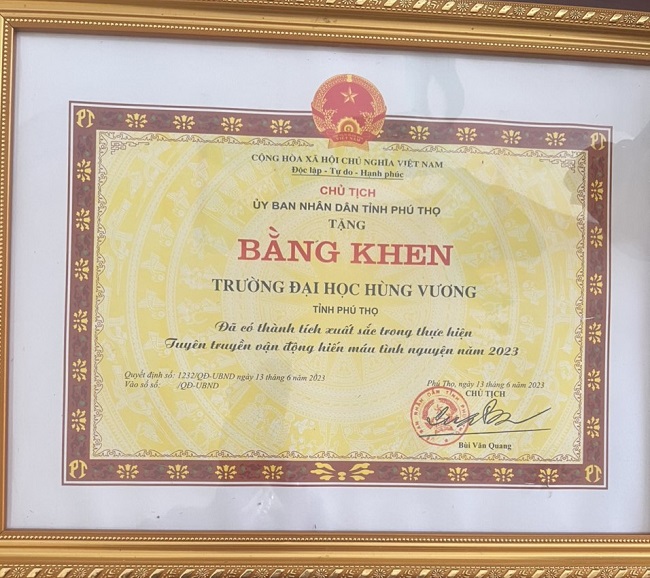 CỘNG HÒA XÃ HỘI CHỦ NGHĨA VIỆT NAM
Độc lập - Tự do - Hạnh phúc
CHỦ TỊCH
ỦY BAN NHÂN DÂN TỈNH PHÚ THỌ
TẶNG
BẰNG KHEN
TRƯỜNG ĐẠI HỌC HÙNG VƯƠNG
TỈNH PHÚ THỌ
Đã có thành tích xuất sắc trong thực hiện
Tuyên truyền vận động hiến máu tình nguyện năm 2023
Quyết định số: 1232/QĐ-UBND ngày 13 tháng 6 năm 2023
Vào sổ số: /QĐ-UBND
Phú Thọ, ngày 13 tháng 6 năm 2023
CHỦ TỊCH
Bùi Văn Quang